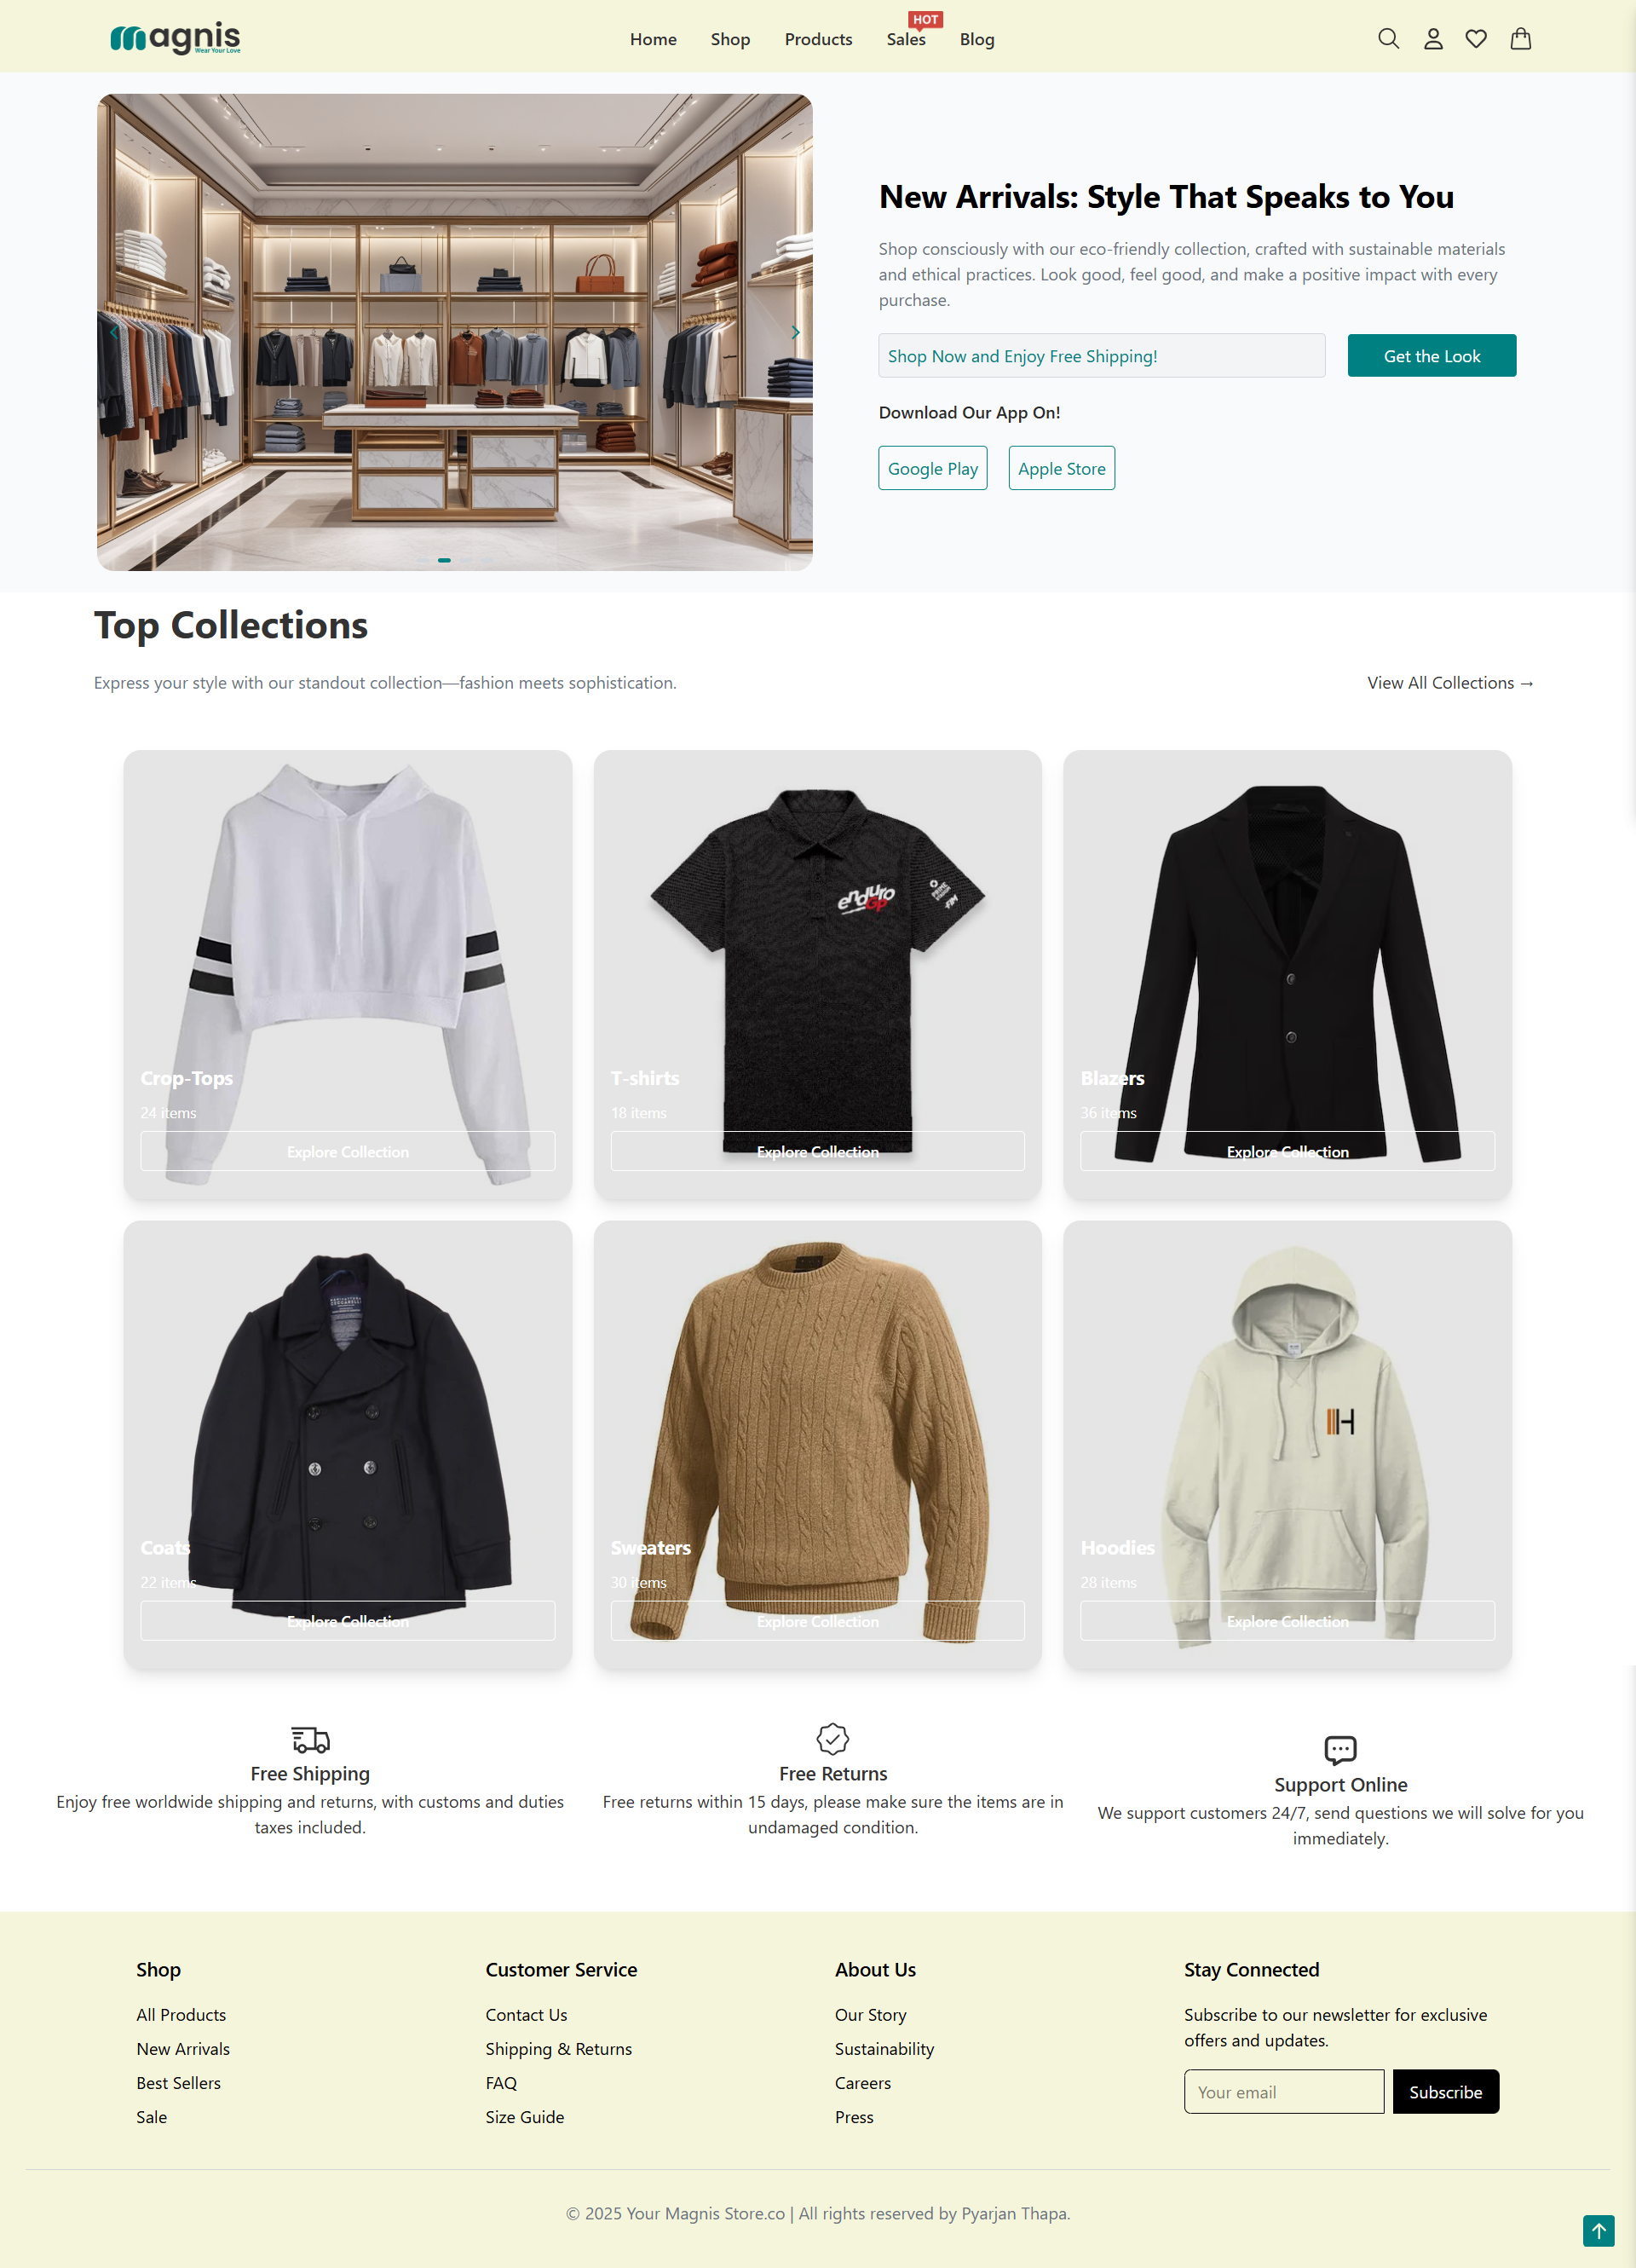 magnis
Wear Your Love
Home
Shop
Products
Sales
HOT
Blog
New Arrivals: Style That Speaks to You
Shop consciously with our eco-friendly collection, crafted with sustainable materials
and ethical practices. Look good, feel good, and make a positive impact with every
purchase.
Shop Now and Enjoy Free Shipping!
Get the Look
Download Our App On!
Google Play
Apple Store
Top Collections
Express your style with our standout collection—fashion meets sophistication.
View All Collections →
enduro
GP
Crop-Tops
24 items
Explore Collection
T-shirts
18 items
Explore Collection
Blazers
36 items
Explore Collection
H
Coats
22 items
Explore Collection
Sweaters
30 items
Explore Collection
Hoodies
28 items
Explore Collection
Free Shipping
Enjoy free worldwide shipping and returns, with customs and duties
taxes included.
Free Returns
Free returns within 15 days, please make sure the items are in
undamaged condition.
Support Online
We support customers 24/7, send questions we will solve for you
immediately.
Shop
All Products
New Arrivals
Best Sellers
Sale
Customer Service
Contact Us
Shipping & Returns
FAQ
Size Guide
About Us
Our Story
Sustainability
Careers
Press
Stay Connected
Subscribe to our newsletter for exclusive
offers and updates.
Your email
Subscribe
© 2025 Your Magnis Store.co | All rights reserved by Pyarjan Thapa.